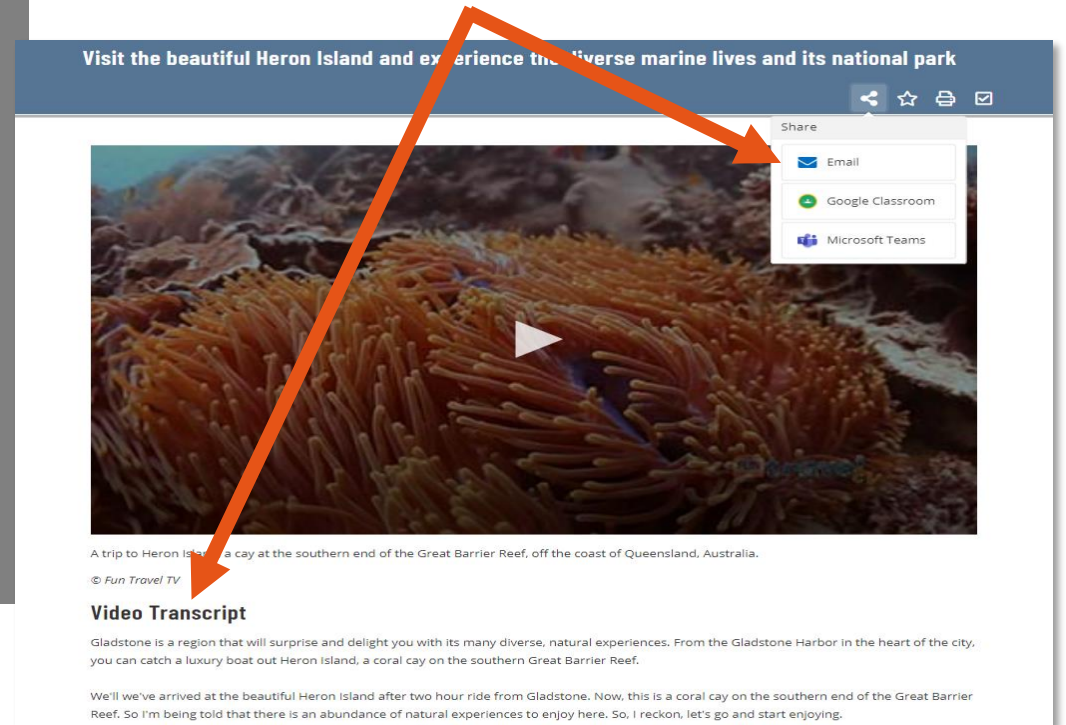 Visit the beautiful Heron Island and experience the diverse marine lives and its national park
Share
Email
Google Classroom
Microsoft Teams
A trip to Heron Island, a cay at the southern end of the Great Barrier Reef, off the coast of Queensland, Australia.
© Fun Travel TV
Video Transcript
Gladstone is a region that will surprise and delight you with its many diverse, natural experiences. From the Gladstone Harbor in the heart of the city,
you can catch a luxury boat out Heron Island, a coral cay on the southern Great Barrier Reef.
We'll we've arrived at the beautiful Heron Island after two hour ride from Gladstone. Now, this is a coral cay on the southern end of the Great Barrier
Reef. So I'm being told that there is an abundance of natural experiences to enjoy here. So, I reckon, let's go and start enjoying.